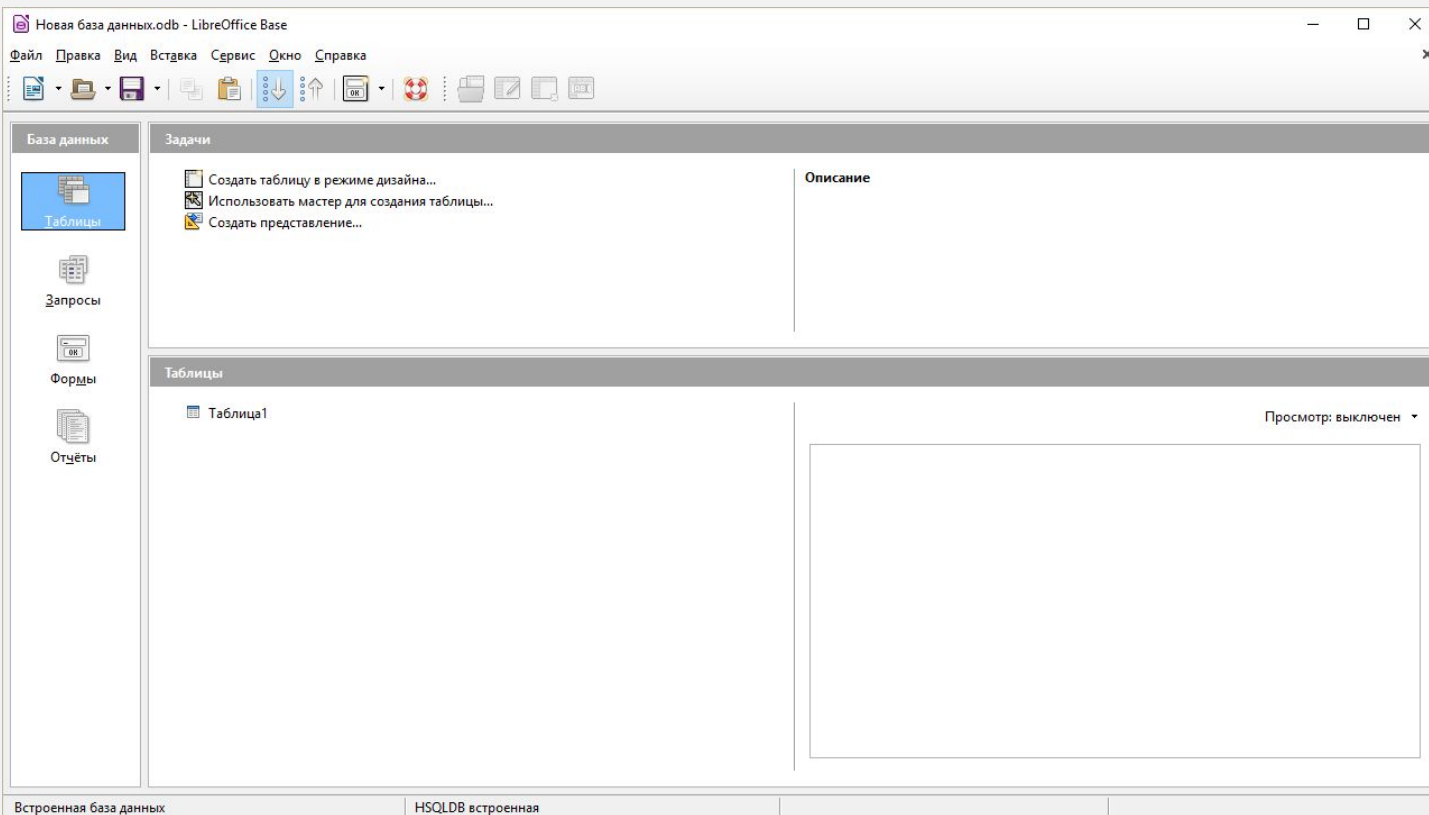 Новая база данных.odb - LibreOffice Base
Файл Правка Вид Вставка Сервис Окно Справка
База данных
Таблицы
Запросы
Формы
Отчёты
Задачи
Создать таблицу в режиме дизайна...
Использовать мастер для создания таблицы...
Создать представление...
Описание
Таблицы
Таблица1
Просмотр: выключен
Встроенная база данных
HSQLDB встроенная